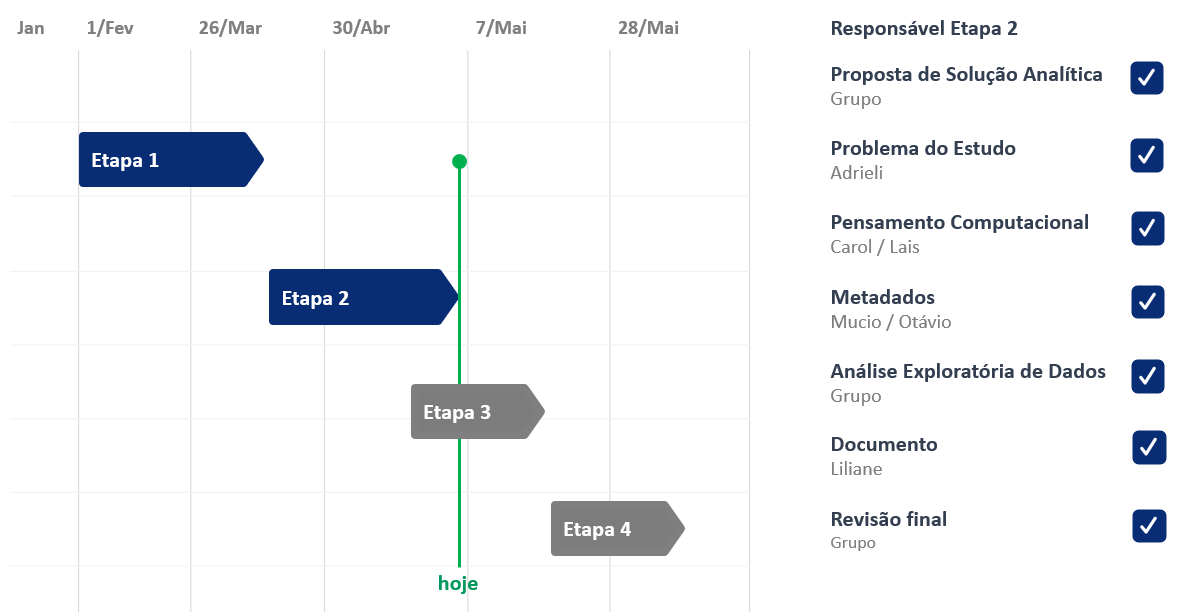 Jan 1/Fev 26/Mar 30/Abr 7/Mai 28/Mai
Etapa 1
Etapa 2
Etapa 3
Etapa 4
hoje
Responsável Etapa 2
Proposta de Solução Analítica
Grupo
Problema do Estudo
Adrieli
Pensamento Computacional
Carol / Lais
Metadados
Mucio / Otávio
Análise Exploratória de Dados
Grupo
Documento
Liliane
Revisão final
Grupo